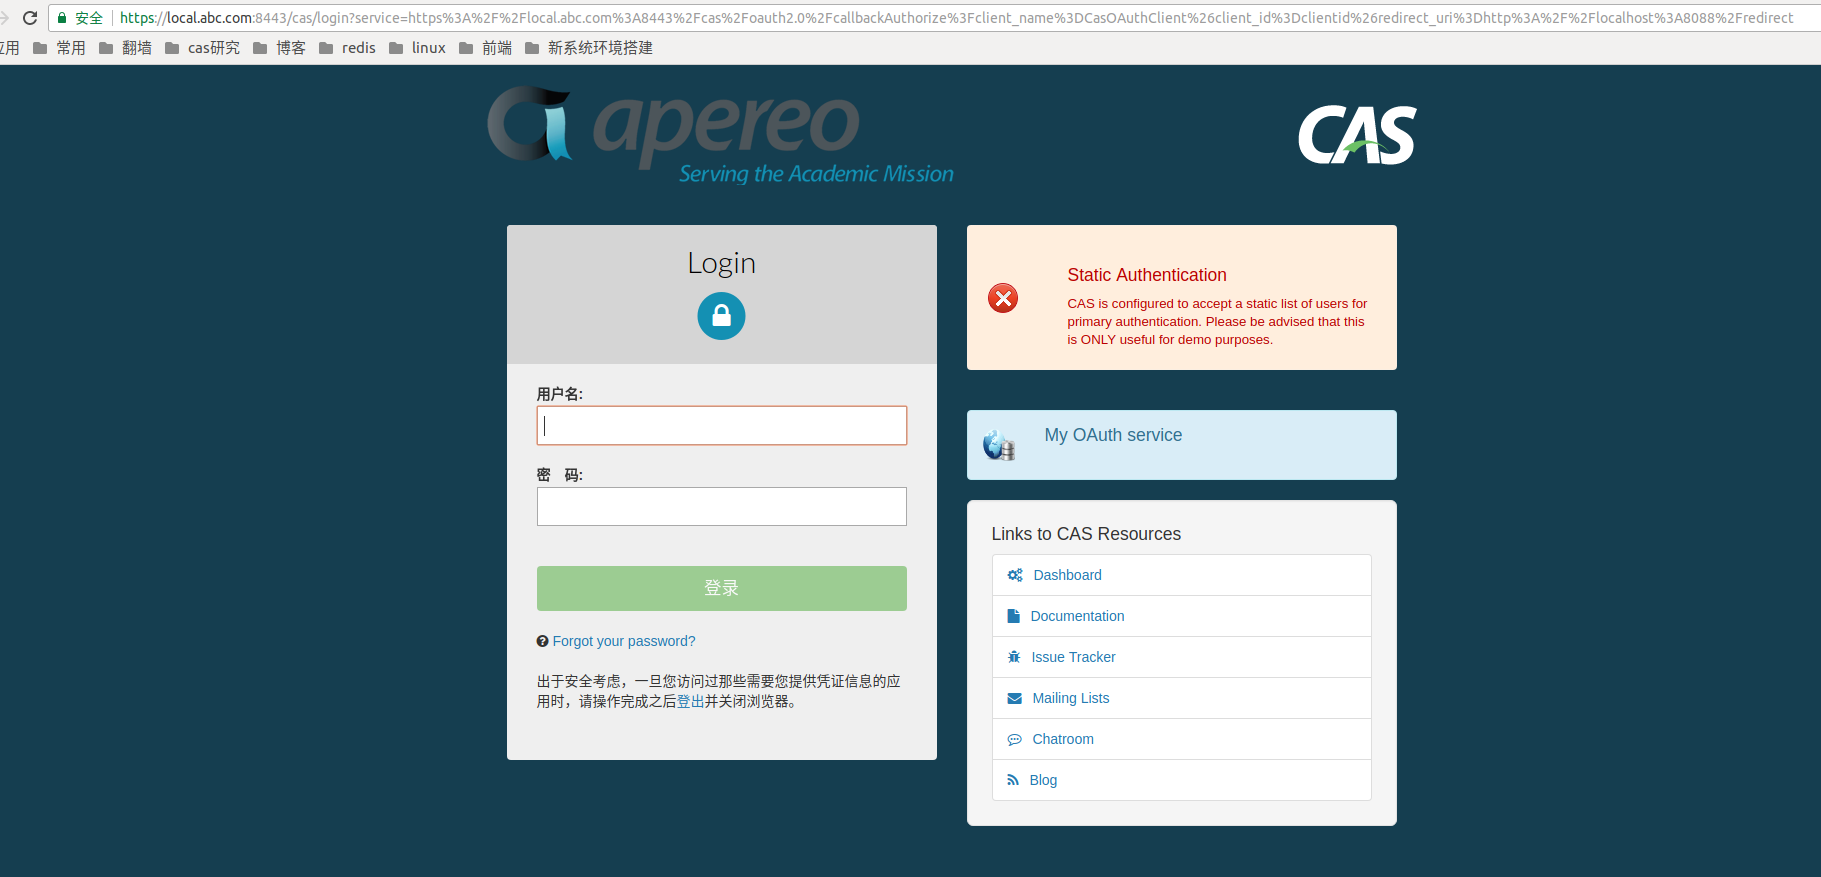 安全 https://local.abc.com:8443/cas/login?service=https%3A%2F%2Flocal.abc.com%3A8443%2Fcas%2Foauth2.0%2FcallbackAuthorize%3Fclient_name%3DCasOAuthClient%26client_id%3Dclientid%26redirect_uri%3Dhttp%3A%2F%2Flocalhost%3A8088%2Fredirect
用 常用 翻墙 cas研究 博客 redis linux 前端 新系统环境搭建
apereo
Serving the Academic Mission
CAS
Login
用户名:
密 码:
登录
Forgot your password?
出于安全考虑，一旦您访问过那些需要您提供凭证信息的应
用时，请操作完成之后登出并关闭浏览器。
Static Authentication
CAS is configured to accept a static list of users for
primary authentication. Please be advised that this
is ONLY useful for demo purposes.
My OAuth service
Links to CAS Resources
Dashboard
Documentation
Issue Tracker
Mailing Lists
Chatroom
Blog